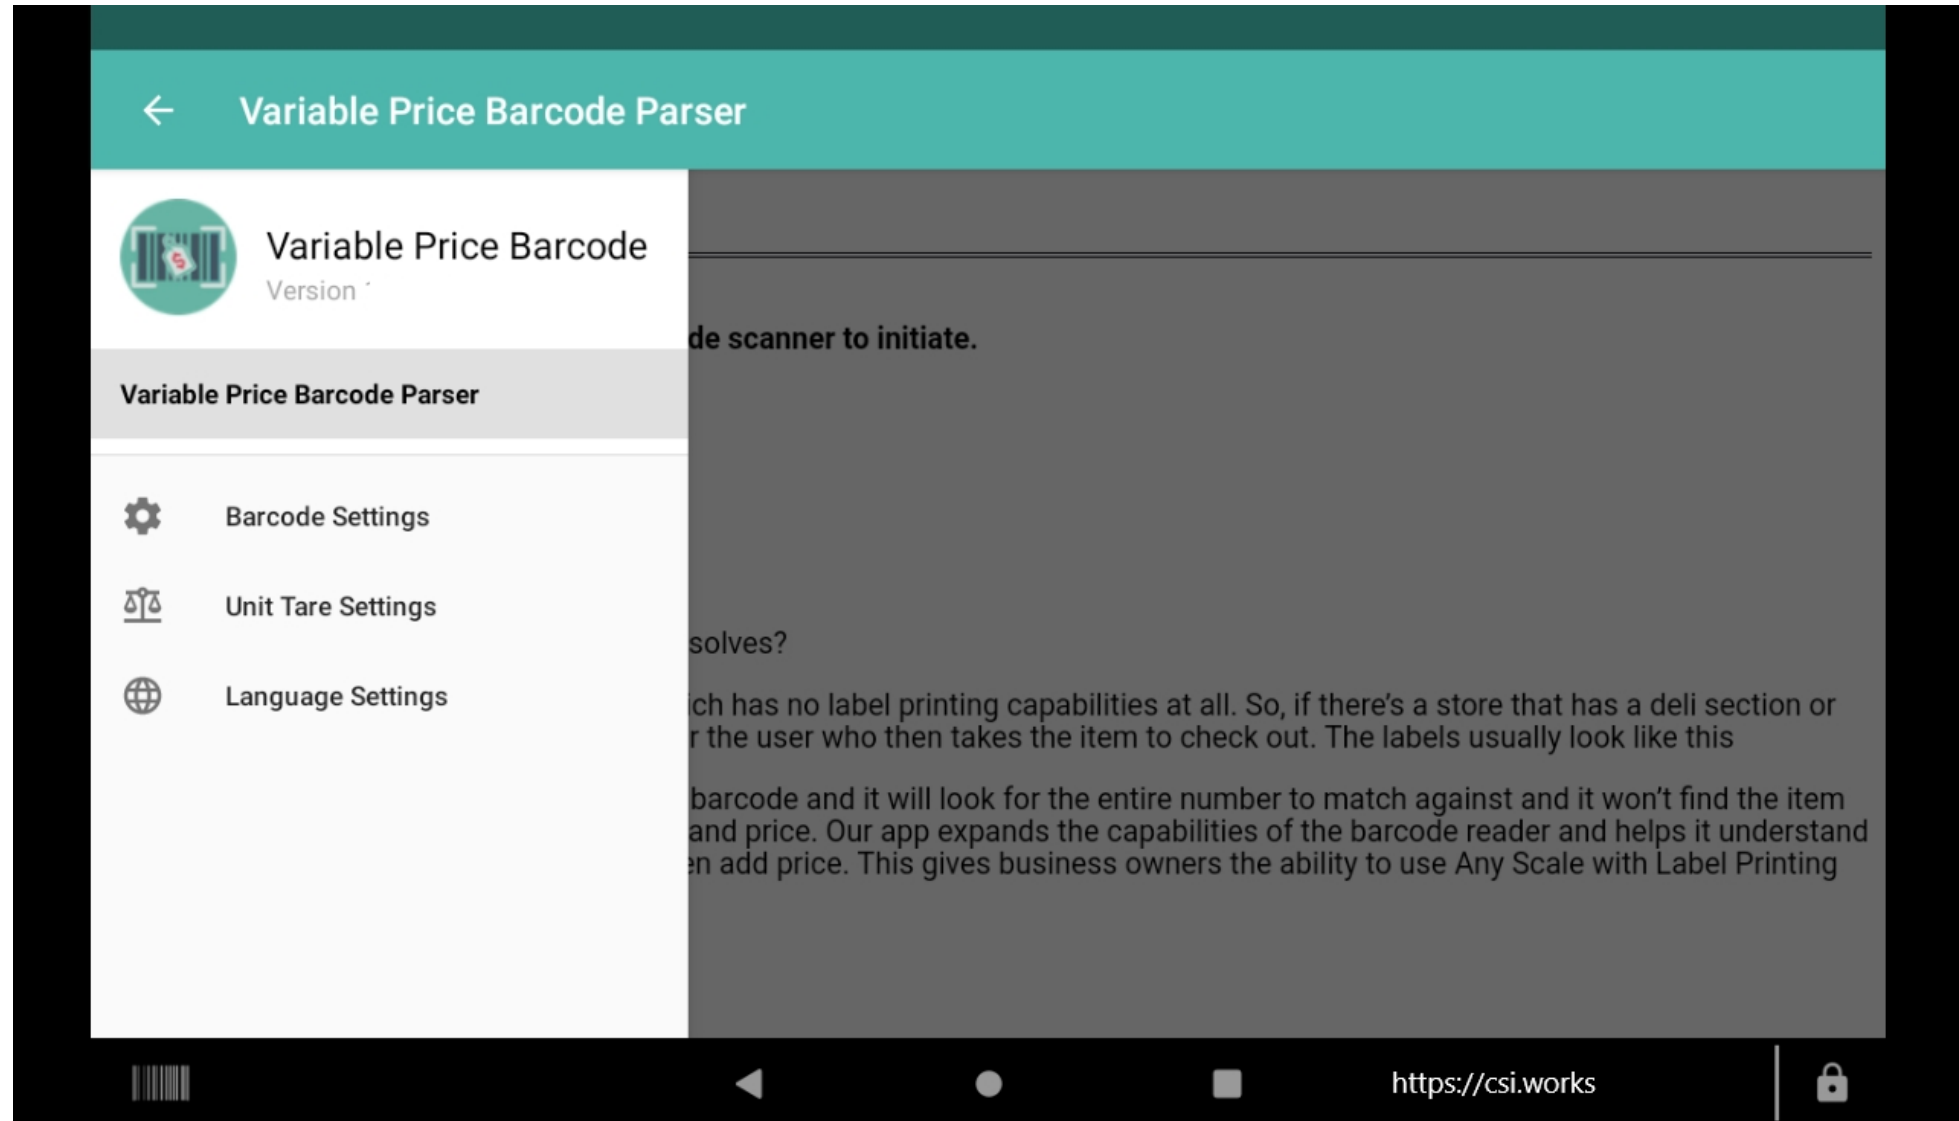 Variable Price Barcode Parser
Variable Price Barcode
Version
Variable Price Barcode Parser
Barcode Settings
Unit Tare Settings
Language Settings
de scanner to initiate.
solves?
ich has no label printing capabilities at all. So, if there's a store that has a deli section or
r the user who then takes the item to check out. The labels usually look like this
barcode and it will look for the entire number to match against and it won't find the item
and price. Our app expands the capabilities of the barcode reader and helps it understand
en add price. This gives business owners the ability to use Any Scale with Label Printing
https://csi.works